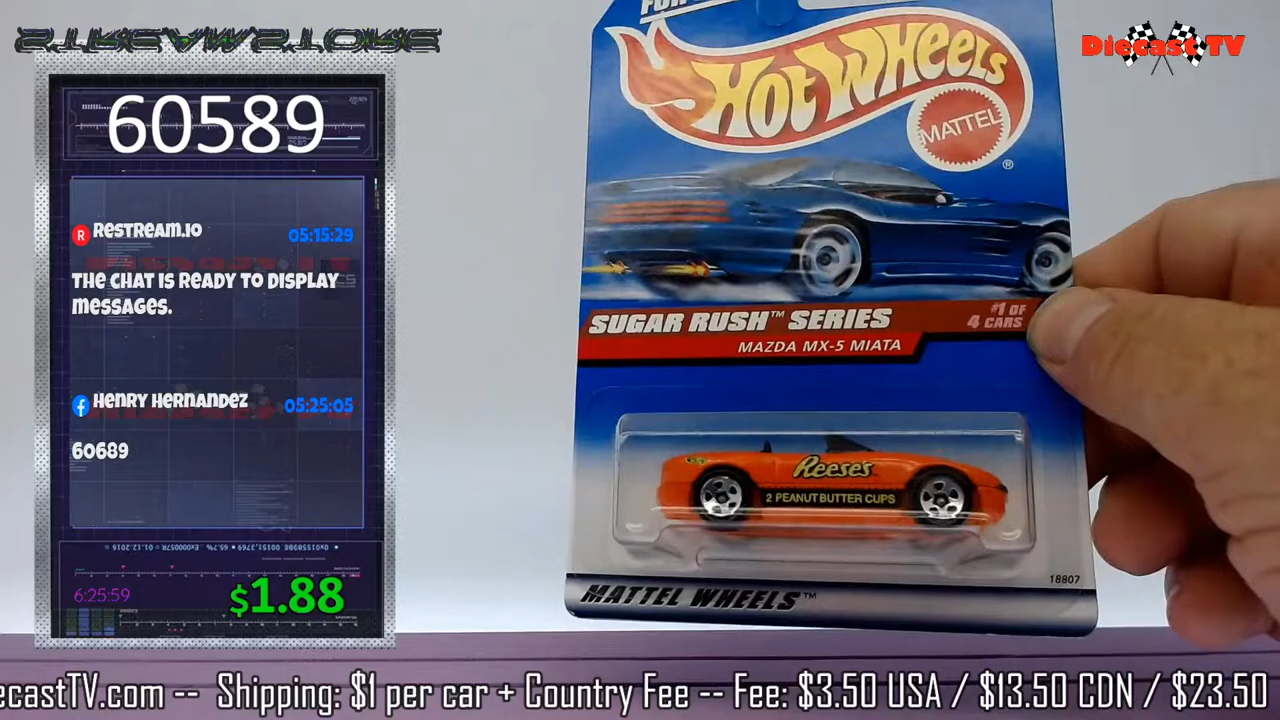 60589
Restream.io 05:15:29
The chat is ready to display
messages.
Henry Hernandez 05:25:05
60689
6:25:59
$1.88
Diecast TV
HOT WHEELS
MATTEL
®
SUGAR RUSH™ SERIES
#1 OF
4 CARS
MAZDA MX-5 MIATA
Reese's
2 PEANUT BUTTER CUPS
18807
MATTEL WHEELS™
ecastTV.com -- Shipping: $1 per car + Country Fee -- Fee: $3.50 USA / $13.50 CDN / $23.50